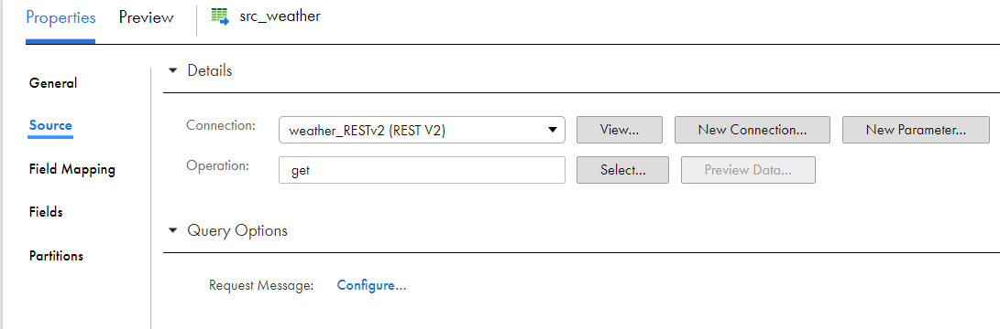 Properties Preview src_weather
General
Source
Field Mapping
Fields
Partitions
Details
Connection: weather_RESTv2 (REST V2) View... New Connection... New Parameter...
Operation: get Select... Preview Data...
Query Options
Request Message: Configure...